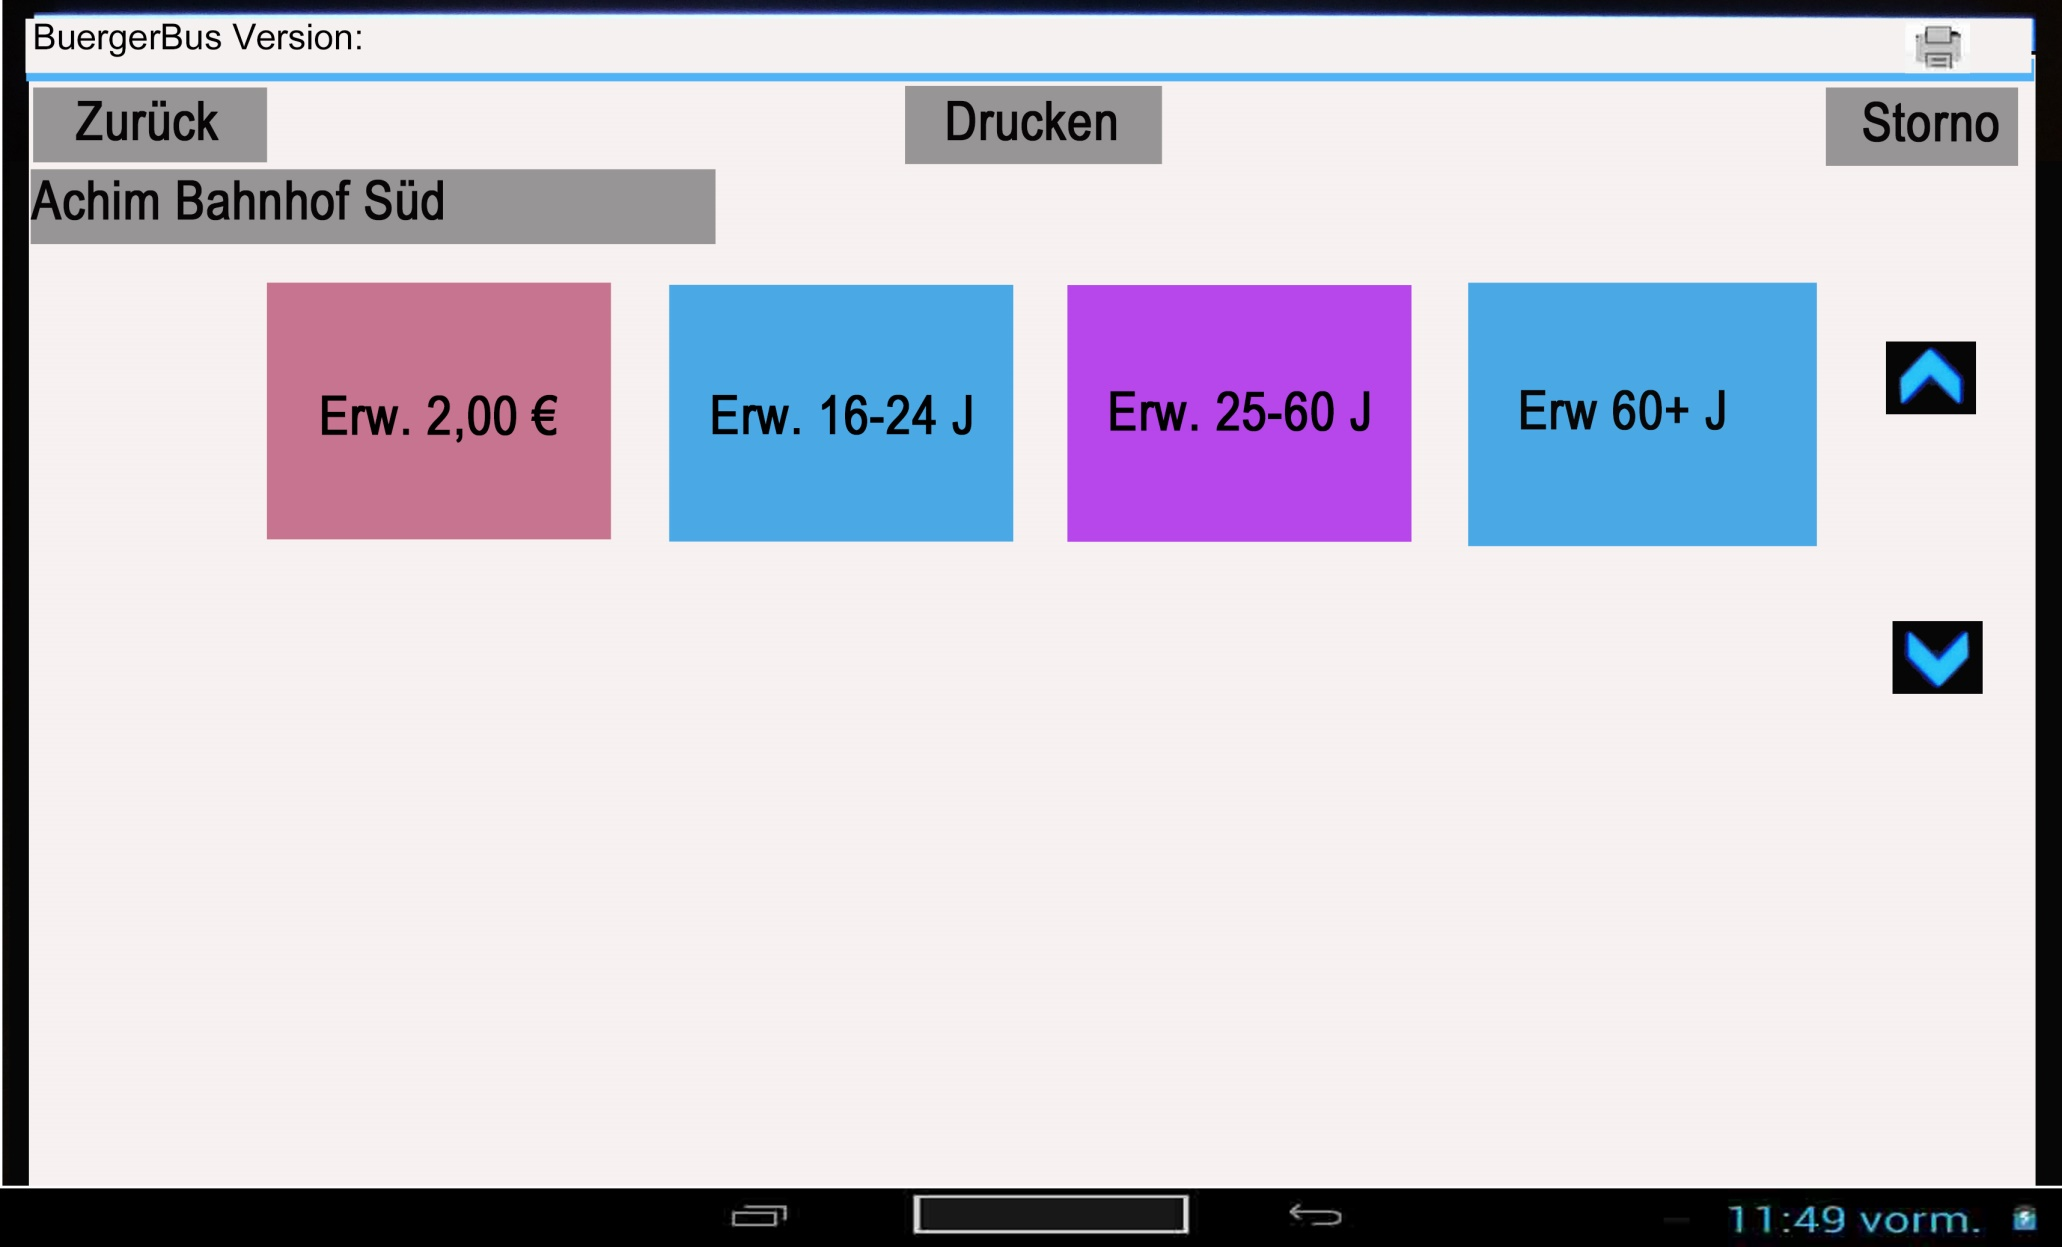 BuergerBus Version:
Zurück
Drucken
Storno
Achim Bahnhof Süd
Erw. 2,00 €
Erw. 16-24 J
Erw. 25-60 J
Erw 60+ J
11:49 vorm.